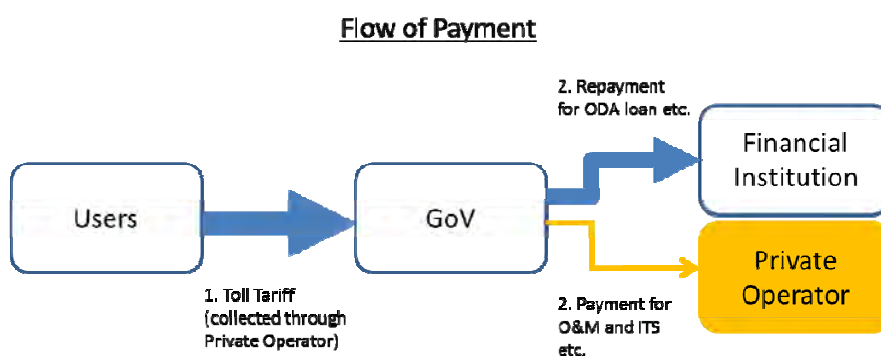 Flow of Payment
2. Repayment
for ODA loan etc.
Financial
Institution
Users
GoV
Private
Operator
1. Toll Tariff
(collected through
Private Operator)
2. Payment for
O&M and ITS
etc.